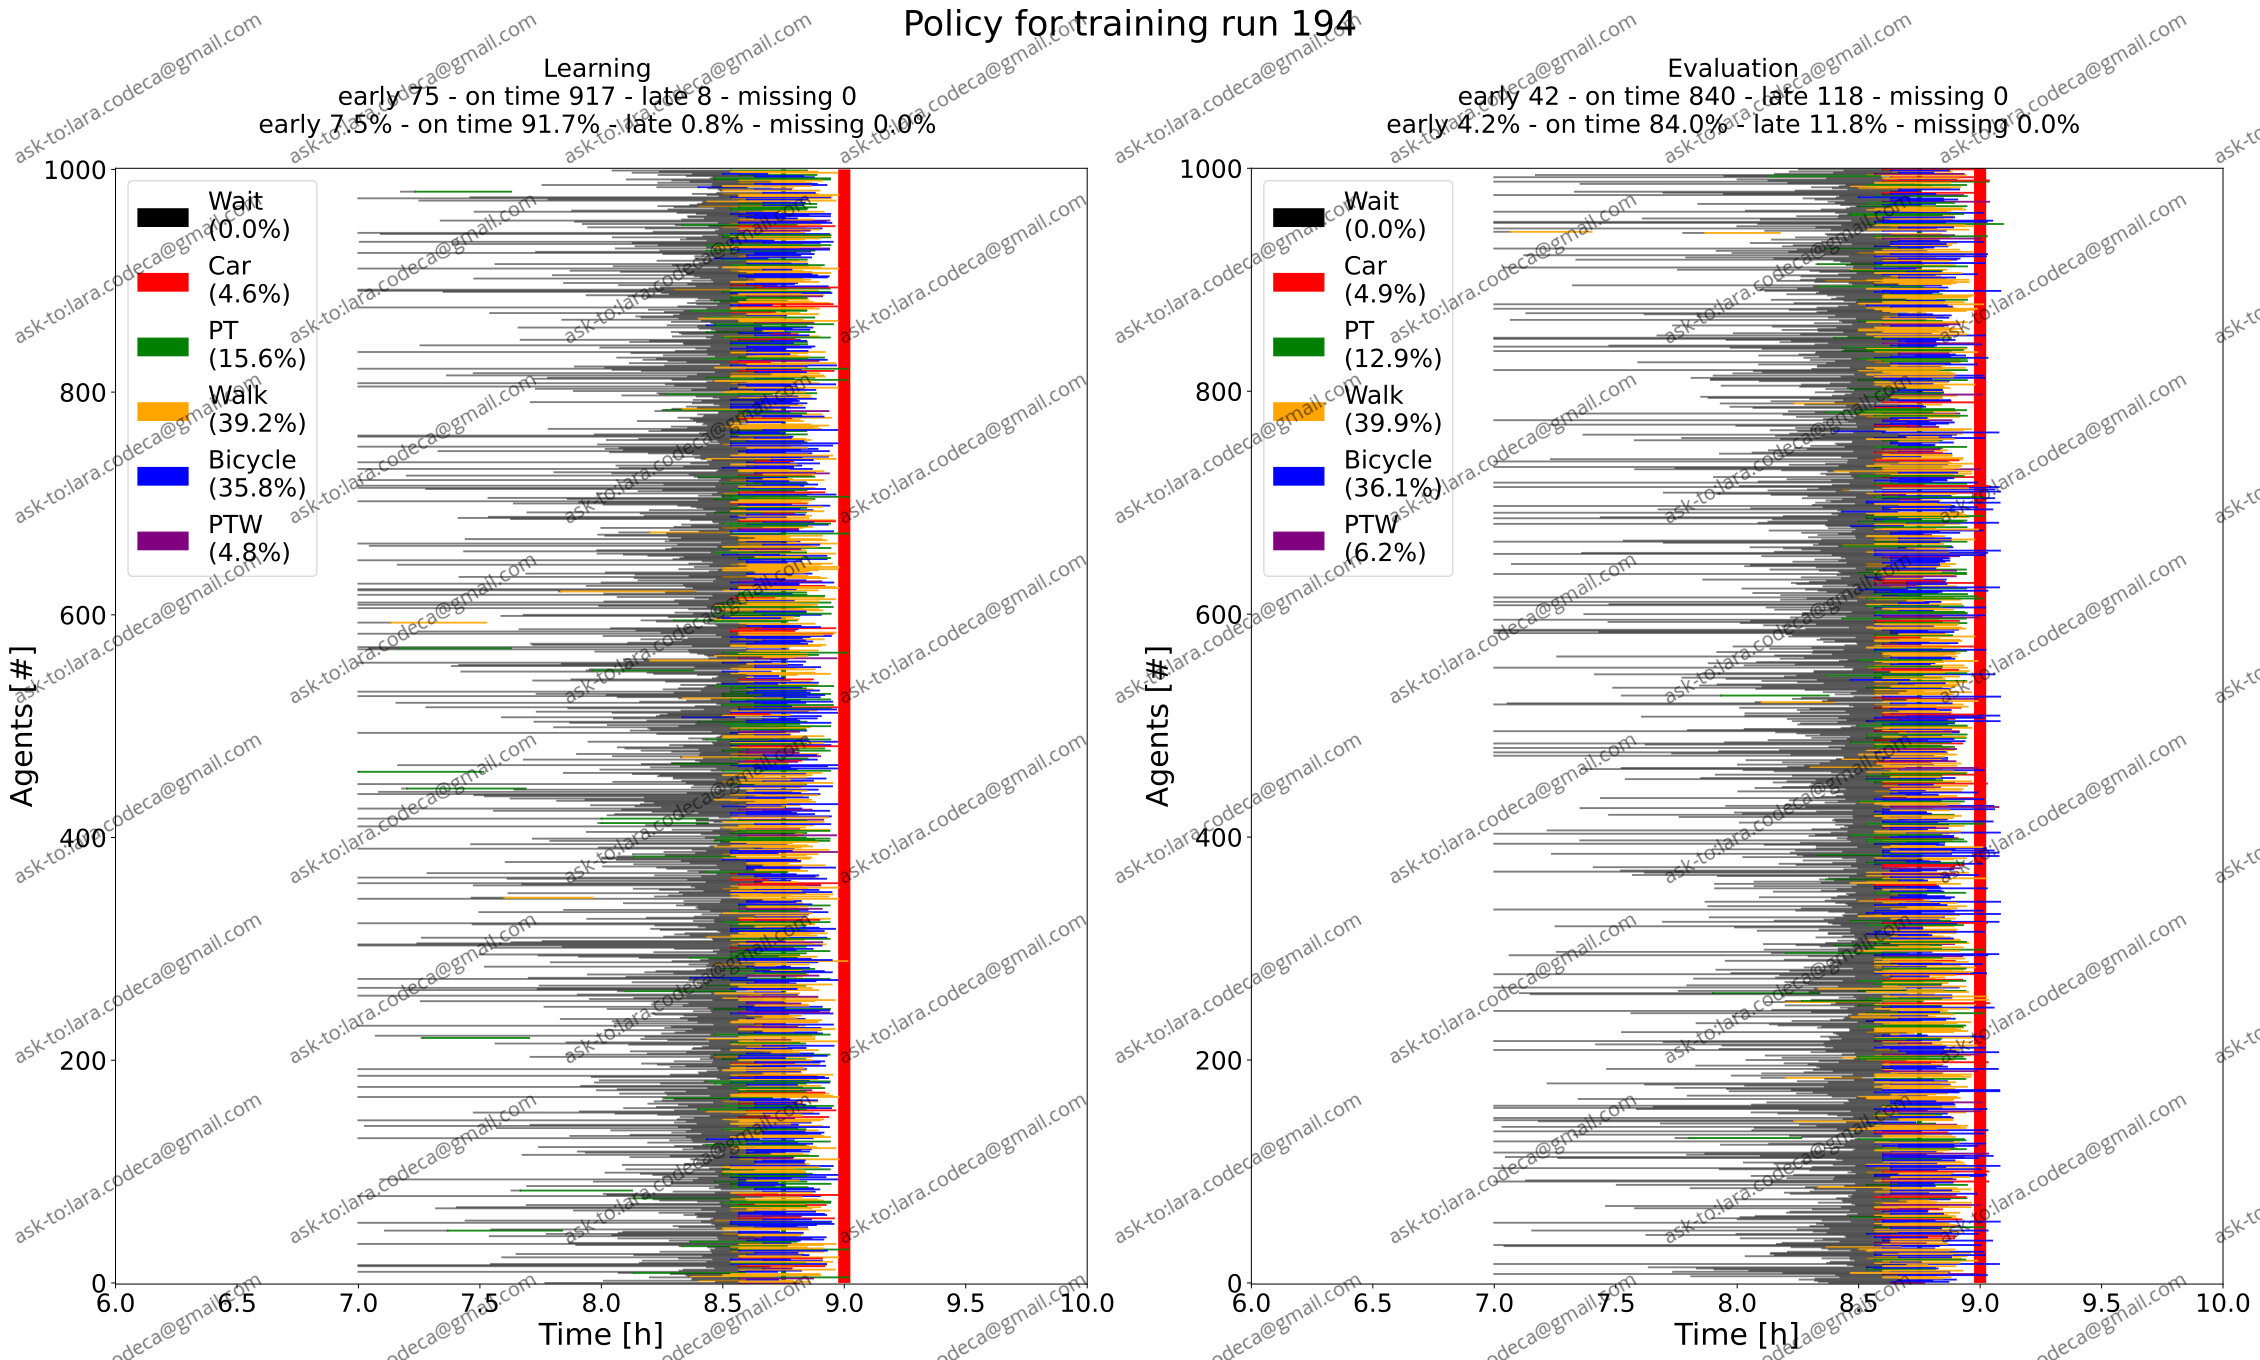 Policy for training run 194
Learning
early 75 - on time 917 - late 8 - missing 0
early 7.5% - on time 91.7% - late 0.8% - missing 0.0%
Wait
(0.0%)
Car
(4.6%)
PT
(15.6%)
Walk
(39.2%)
Bicycle
(35.8%)
PTW
(4.8%)
Agents [#]
1000
800
600
400
200
0
6.0 6.5 7.0 7.5 8.0 8.5 9.0 9.5 10.0
Time [h]
Evaluation
early 42 - on time 840 - late 118 - missing 0
early 4.2% - on time 84.0% - late 11.8% - missing 0.0%
Wait
(0.0%)
Car
(4.9%)
PT
(12.9%)
Walk
(39.9%)
Bicycle
(36.1%)
PTW
(6.2%)
Agents [#]
1000
800
600
400
200
0
6.0 6.5 7.0 7.5 8.0 8.5 9.0 9.5 10.0
Time [h]
ask-to:lara.codeca@gmail.com